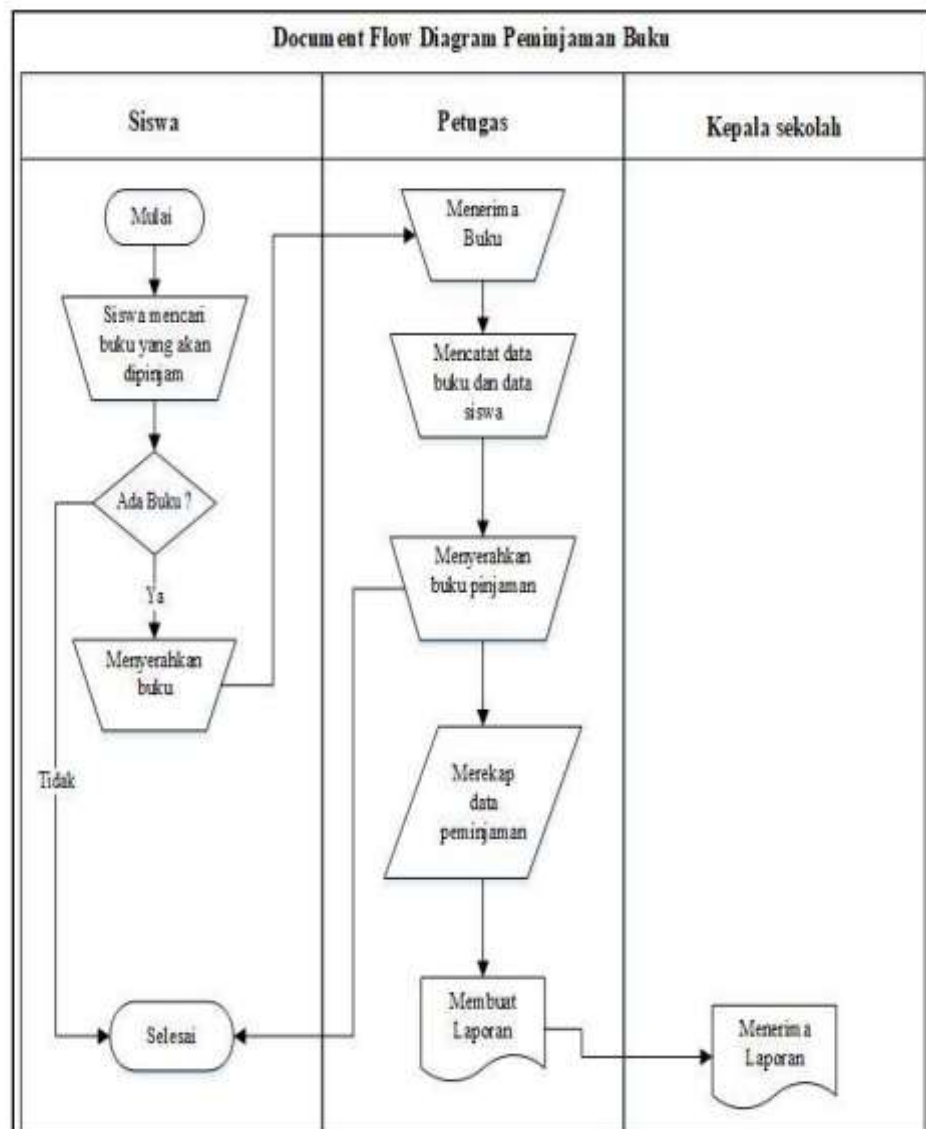 Document Flow Diagram Peminjaman Buku
Siswa
Petugas
Kepala sekolah
Mulai
Siswa mencari
buku yang akan
dipinjam
Ada Buku ?
Ya
Menyerahkan
buku
Tidak
Selesai
Menerima
Buku
Mencatat data
buku dan data
siswa
Menyerahkan
buku pinjaman
Merekap
data
peminjaman
Membuat
Laporan
Menerima
Laporan